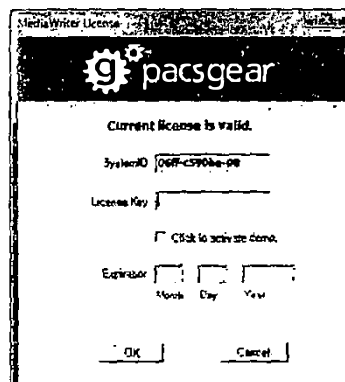 MediaWriter License
pacsgear
Current license is valid.
SystemID
License Key
Click to activate demo.
Expiration
Month Day Year
OK Cancel